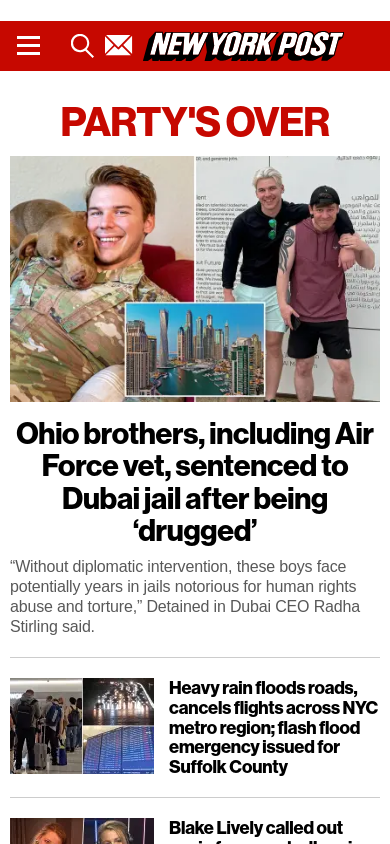 NEW YORK POST
PARTY'S OVER
Ohio brothers, including Air
Force vet, sentenced to
Dubai jail after being
‘drugged’
“Without diplomatic intervention, these boys face
potentially years in jails notorious for human rights
abuse and torture,” Detained in Dubai CEO Radha
Stirling said.
Heavy rain floods roads,
cancels flights across NYC
metro region; flash flood
emergency issued for
Suffolk County
Blake Lively called out